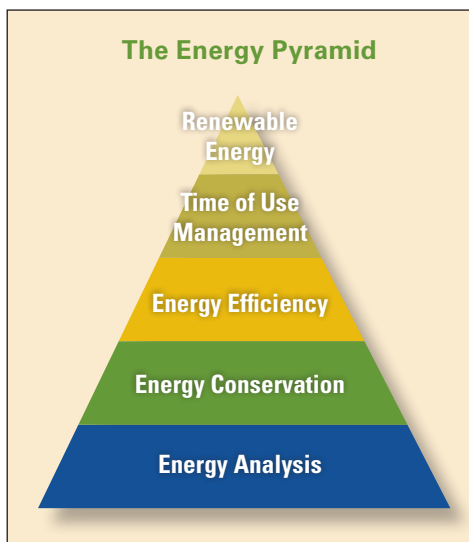 The Energy Pyramid
Renewable
Energy
Time of Use
Management
Energy Efficiency
Energy Conservation
Energy Analysis